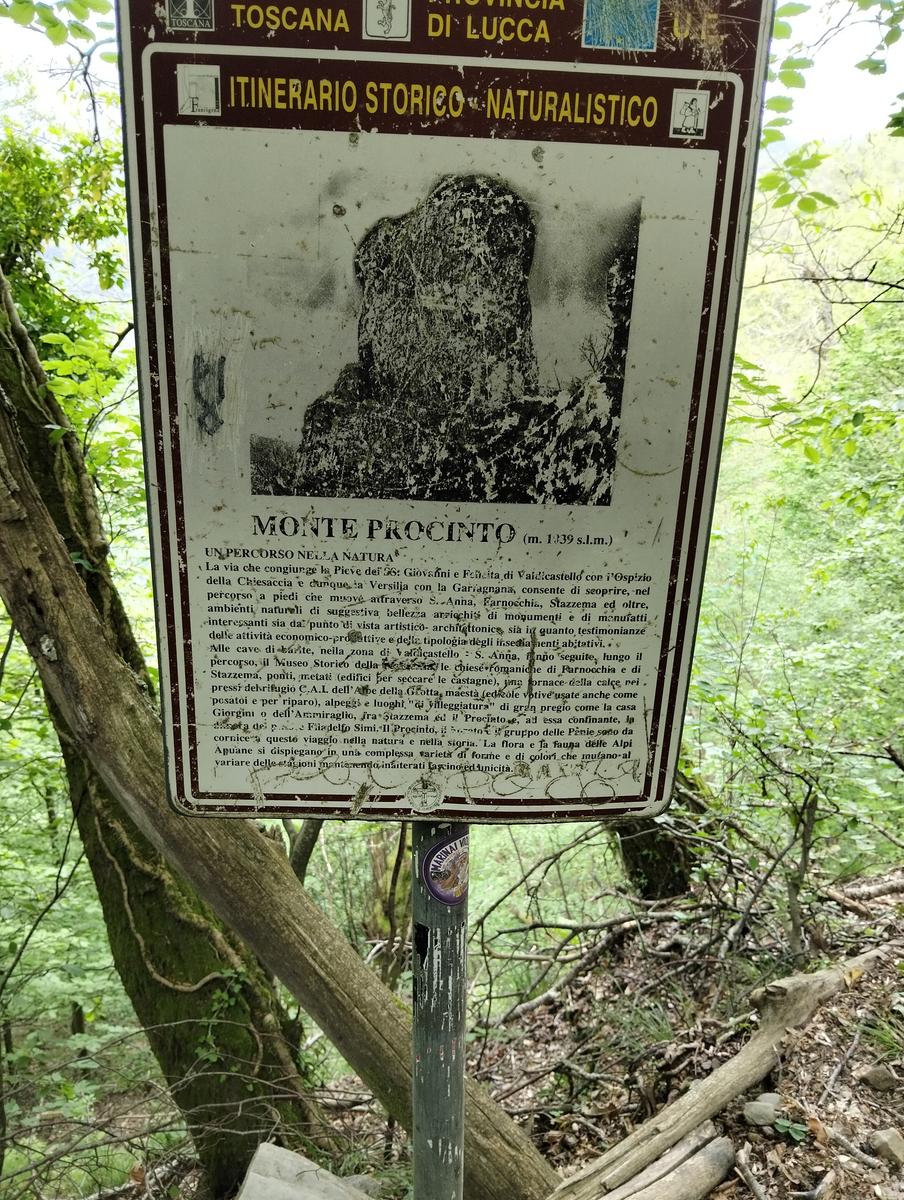 TOSCANA
TOSCANA
PROVINCIA
DI LUCCA
U.E.
ITINERARIO STORICO - NATURALISTICO
MONTE PROCINTO (m. 1 39 s.l.m.)
UN PERCORSO NELLA NATURA
La via che congiunge la Pieve dei SS. Giovanni e Felicita di Valdicastello con l'Ospizio
della Chiesaccia e dunque la Versilia con la Garfagnana, consente di scoprire, nel
percorso a piedi che muove attraverso S. Anna, Farnocchia, Stazzema ed oltre,
ambienti naturali di suggestiva bellezza arricchiti di monumenti e di manufatti
interessanti sia dal punto di vista artistico- architettonico, sia in quanto testimonianze
delle attività economico-produttive e della tipologia degli insediamenti abitativi.
Alle cave di barite, nella zona di Valdicastello - S. Anna, fanno seguito, lungo il
percorso, il Museo Storico della le chiese romaniche di Farnocchia e di
Stazzema, ponti, metati (edifici per seccare le castagne), una fornace della calce nei
pressi del rifugio C.A.I. dell'Alpe della Grotta, maestà (edicole votive usate anche come
posatoi e per riparo), alpeggi e luoghi "di villeggiatura" di gran pregio come la casa
Giorgini o dell'Ammiraglio, fra Stazzema ed il Procinto e, ad essa confinante, la
dimora del Filadelfo Simi. Il Procinto, il il gruppo delle Panie sono da
cornice a questo viaggio nella natura e nella storia. La flora e la fauna delle Alpi
Apuane si dispiegano in una complessa varietà di forme e di colori che mutano al
variare delle stagioni mantenendo inalterati fascino ed unicità.